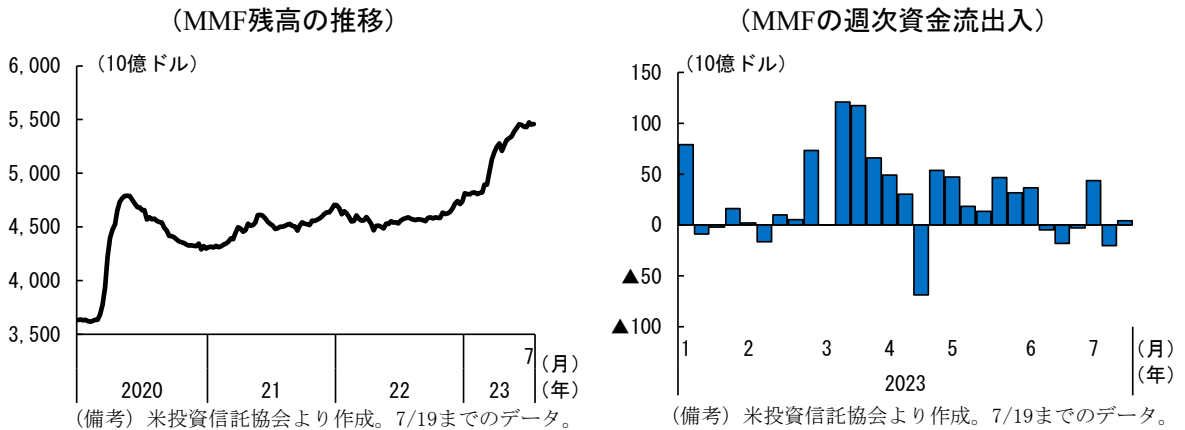 （MMF残高の推移）
（10億ドル）
6,000
5,500
5,000
4,500
4,000
3,500
7
（月）
2020
21
22
23
（年）
（備考）米投資信託協会より作成。7/19までのデータ。
（MMFの週次資金流出入）
（10億ドル）
150
100
50
0
▲50
▲100
1 2 3 4 5 6 7 （月）
2023
（年）
（備考）米投資信託協会より作成。7/19までのデータ。